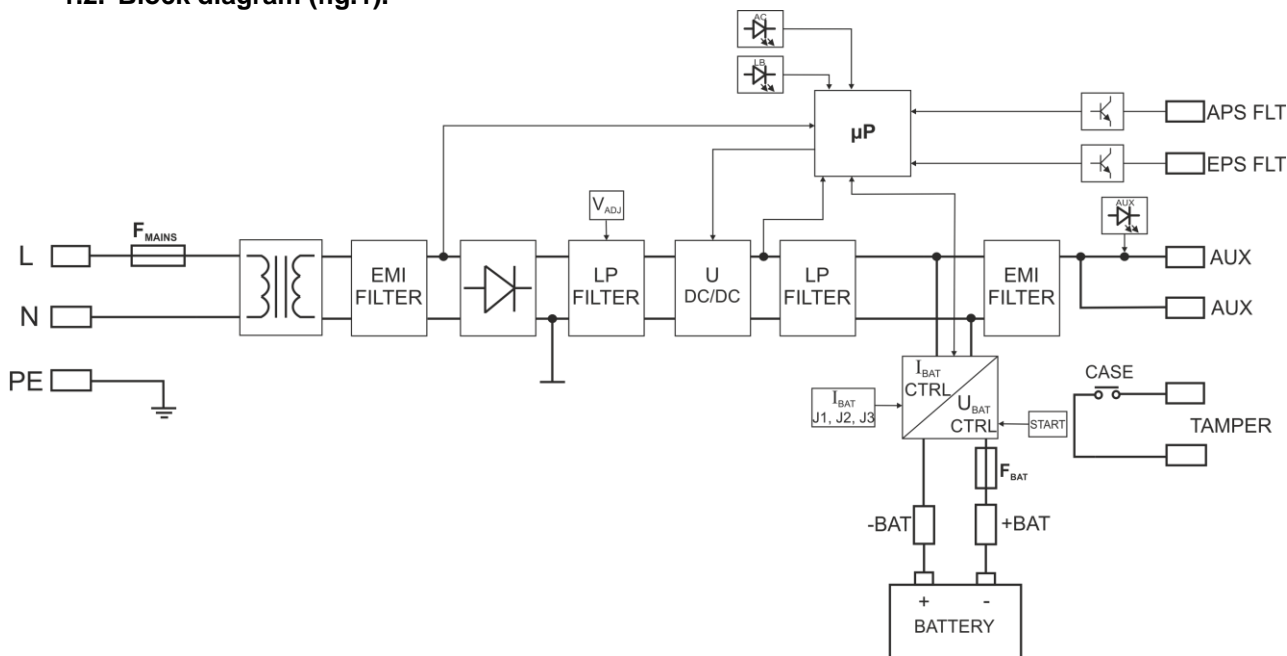 1.2. Block diagram (fig.1).
AC
LB
µP
APS FLT
EPS FLT
AUX
V ADJ
F MAINS
L
N
PE
EMI
FILTER
LP
FILTER
U
DC/DC
LP
FILTER
EMI
FILTER
AUX
AUX
I BAT
CTRL
U BAT
CTRL
I BAT
J1, J2, J3
START
CASE
TAMPER
F BAT
-BAT
+BAT
+ -
BATTERY